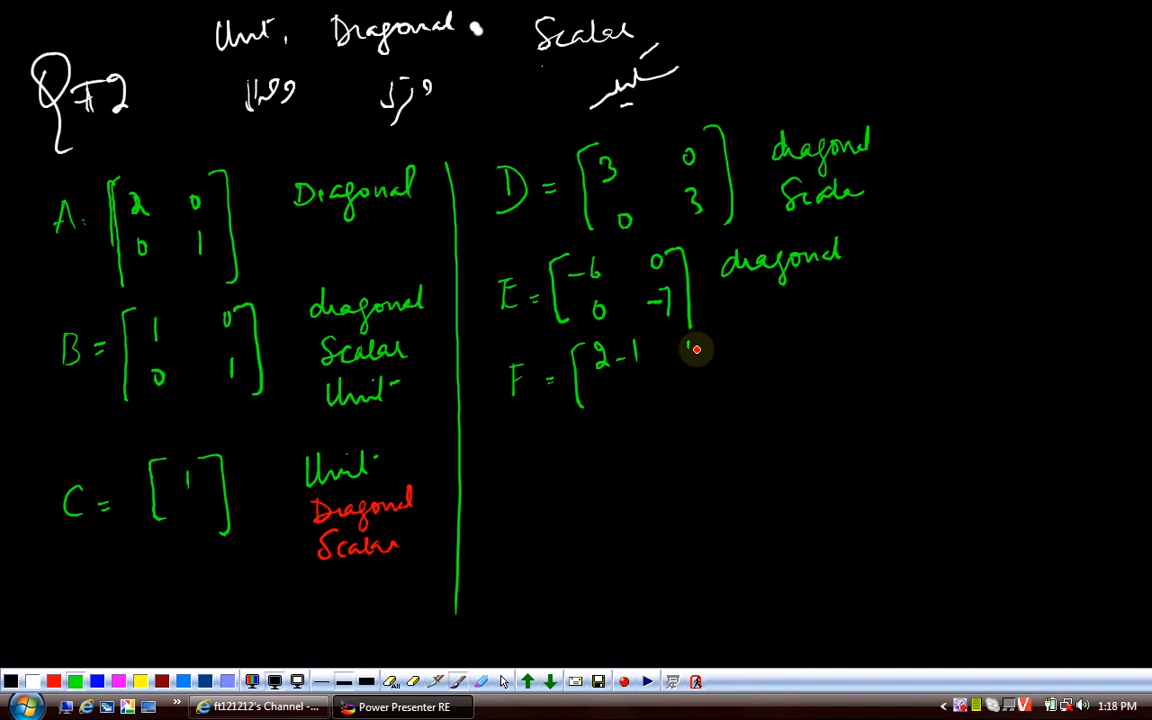 Unit, Diagonal. Scalar
Q #2
وتری
A = [2 0
0 1] Diagonal
B = [1 0
0 1] diagonal
Scalar
Unit
C = [1] Unit
Diagonal
Scalar
D = [3 0
0 3] diagonal
E = [-6 0
0 -7] diagonal
F = [2-1
ft121212's Channel -...
Power Presenter RE
1:18 PM